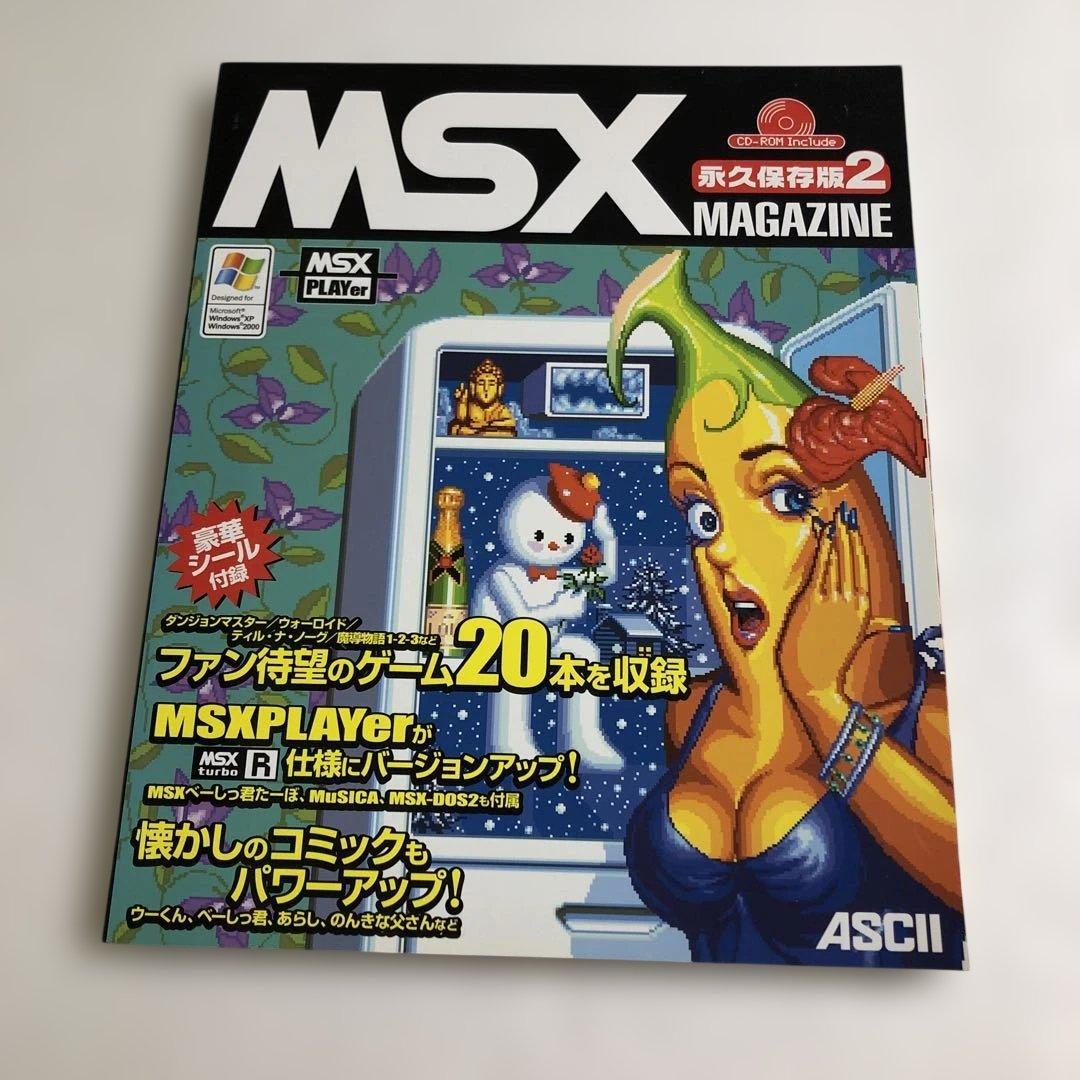 MSX
CD-ROM Include
永久保存版2
MAGAZINE
Designed for
Microsoft®
Windows®XP
Windows®2000
MSX
PLAYer
豪華
シール
付録
ダンジョンマスター/ウォーロイド/
ティル・ナ・ノーグ/魔導物語1-2-3など
ファン待望のゲーム20本を収録
MSXPLAYerが
MSX turbo R 仕様にバージョンアップ!
MSXべーしっ君たーぼ、MuSICA、MSX-DOS2も付属
懐かしのコミックも
パワーアップ!
ウーくん、べーしっ君、あらし、のんきな父さんなど
ASCII